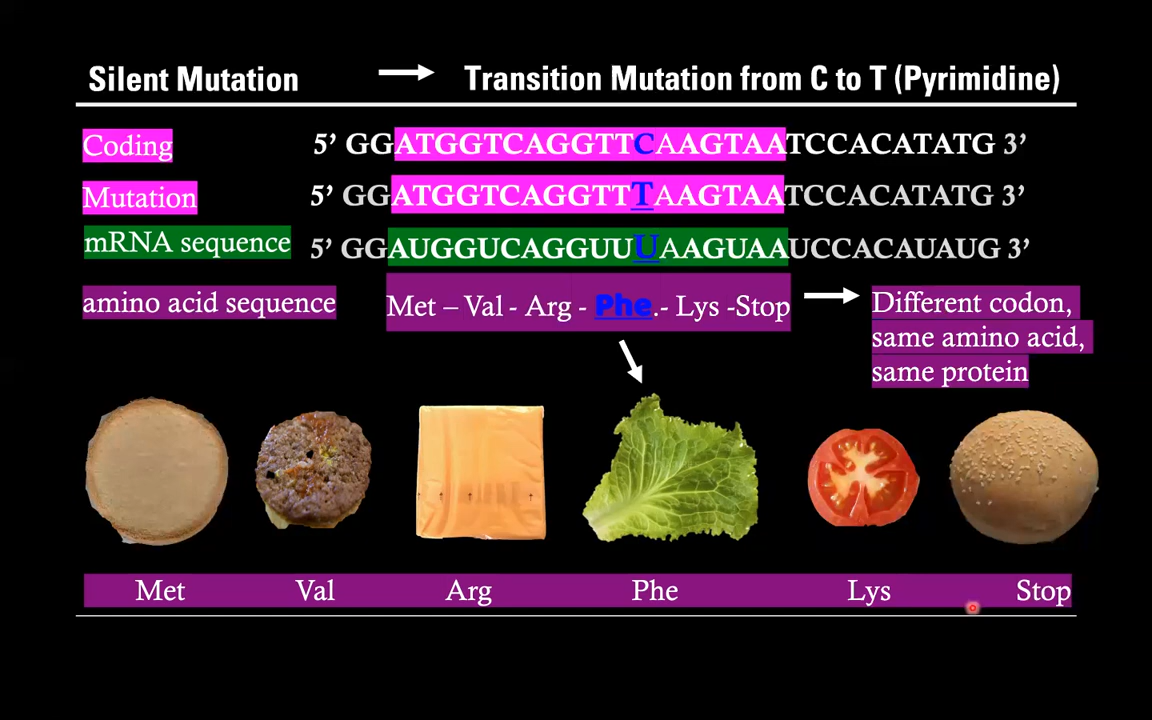 Silent Mutation → Transition Mutation from C to T (Pyrimidine)
Coding 5’ GGATGGTCAGGTTCAAGTAATCCACATATG 3’
Mutation 5’ GGATGGTCAGGTTTAAGTAATCCACATATG 3’
mRNA sequence 5’ GGAUGGUCAGGUUUAAGUAAUCCACAUAUG 3’
amino acid sequence Met – Val - Arg - Phe.- Lys -Stop → Different codon,
same amino acid,
same protein
Met Val Arg Phe Lys Stop